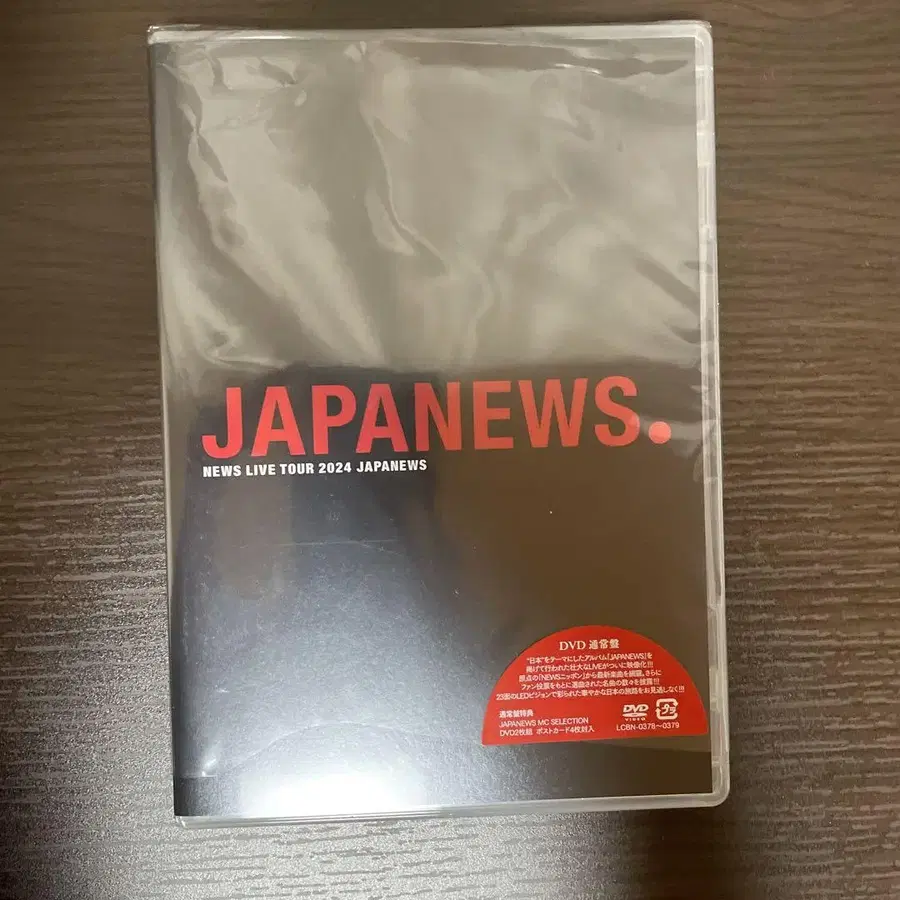 JAPANEWS.
NEWS LIVE TOUR 2024 JAPANEWS
DVD 通常盤
"日本"をテーマにしたアルバム「JAPANEWS」を
掲げて行われた壮大なLIVEがついに映像化!!!
原点の「NEWSニッポン」から最新楽曲を網羅。さらに
ファン投票をもとに選曲された名曲の数々を披露!!!
23面のLEDビジョンで彩られた華やかな日本の旅路をお見逃しなく!!!
通常盤特典
JAPANEWS MC SELECTION
DVD2枚組 ポストカード4枚封入
DVD
VIDEO
LCBN-0378〜0379